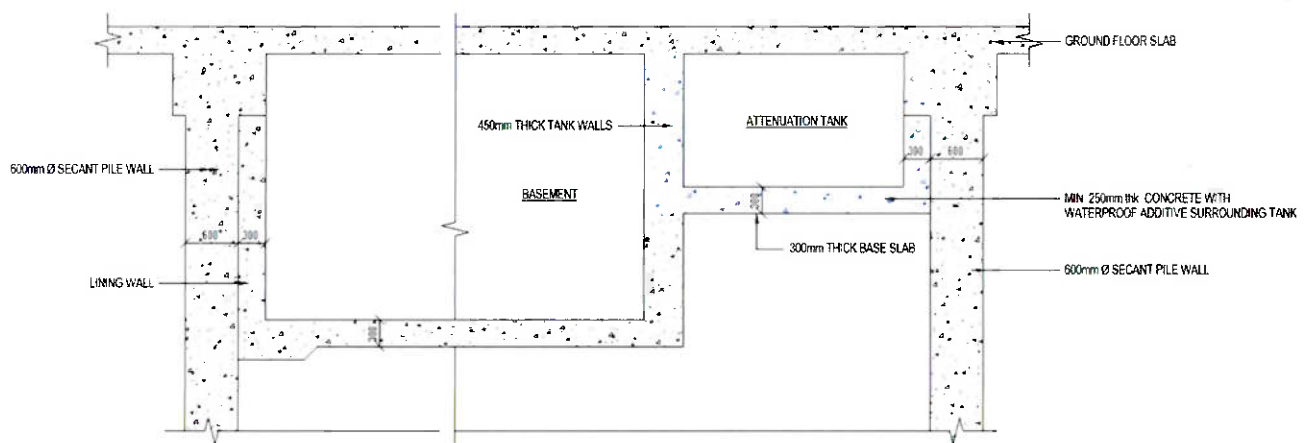 GROUND FLOOR SLAB
450mm THICK TANK WALLS
ATTENUATION TANK
300
600
600mm Ø SECANT PILE WALL
BASEMENT
300
MIN 250mm thk CONCRETE WITH
WATERPROOF ADDITIVE SURROUNDING TANK
600
300
300mm THICK BASE SLAB
600mm Ø SECANT PILE WALL
LINING WALL
300